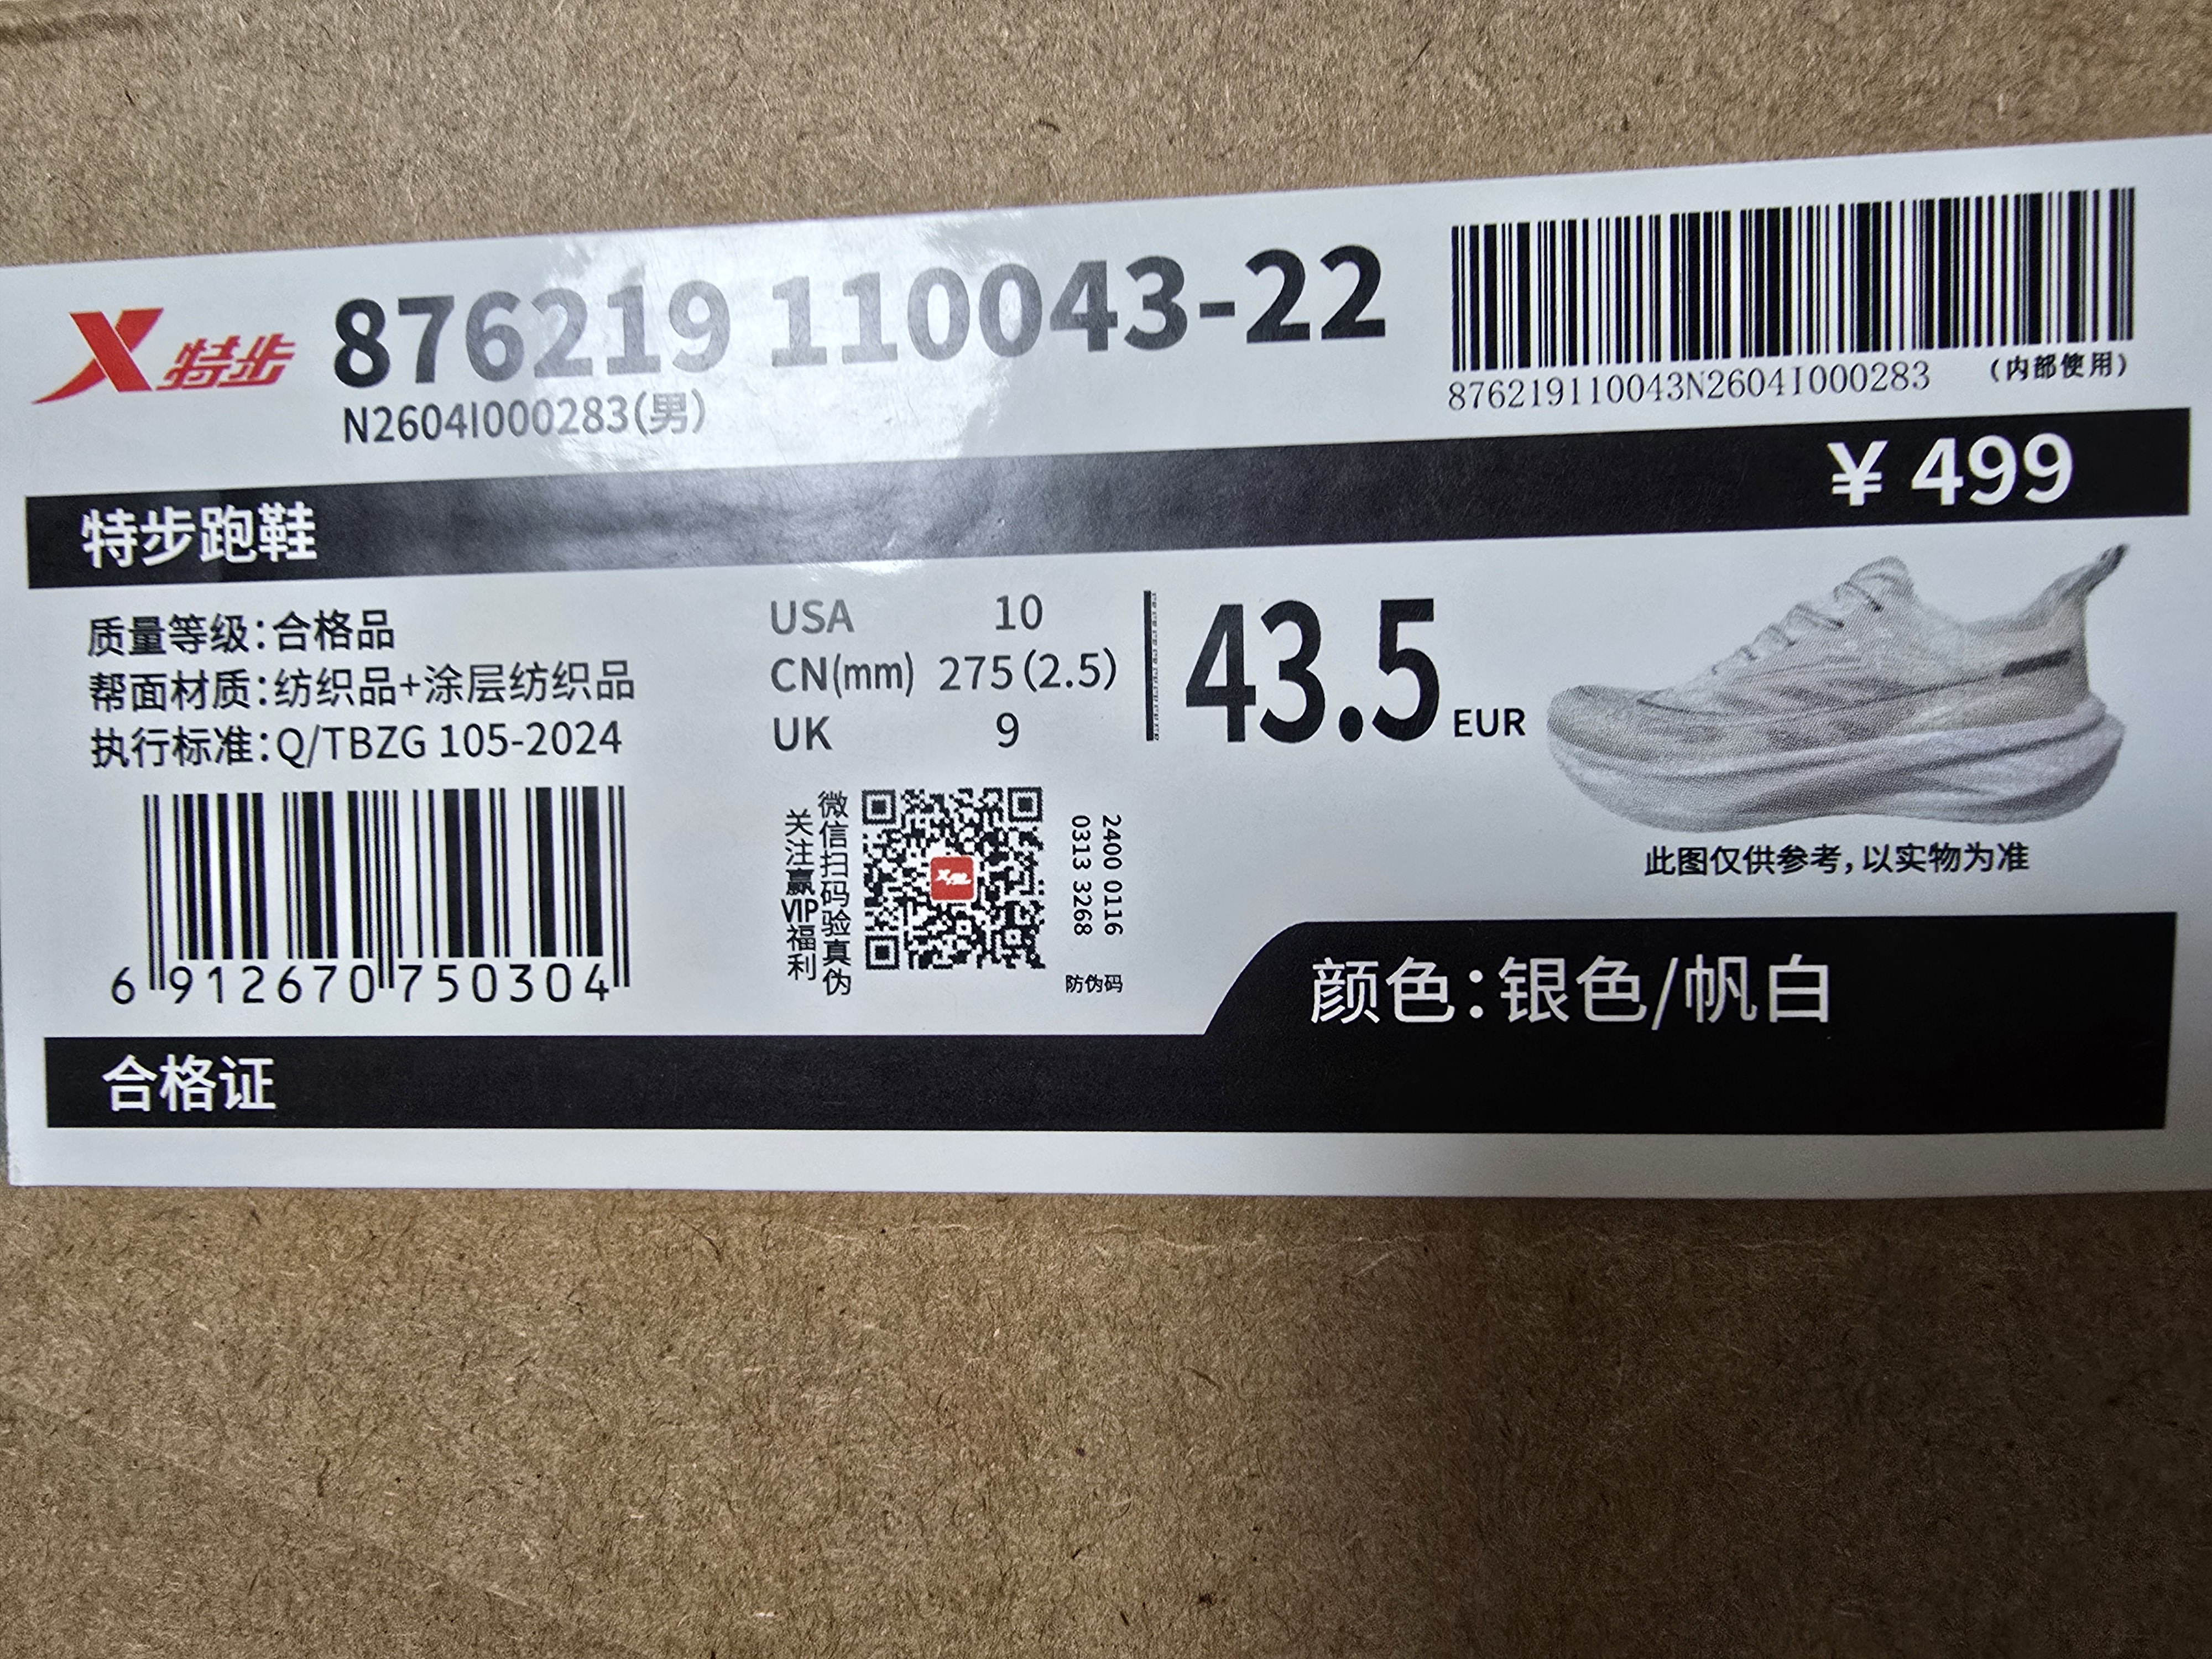 特步
876219 110043-22
N2604I000283(男)
876219110043N2604I000283 (内部使用)
特步跑鞋
¥ 499
质量等级：合格品
帮面材质：纺织品+涂层纺织品
执行标准：Q/TBZG 105-2024
USA 10
CN(mm) 275(2.5)
UK 9
43.5 EUR
此图仅供参考，以实物为准
6 912670 750304
微信扫码验真伪
关注赢VIP福利
2400 0116
0313 3268
防伪码
颜色：银色/帆白
合格证